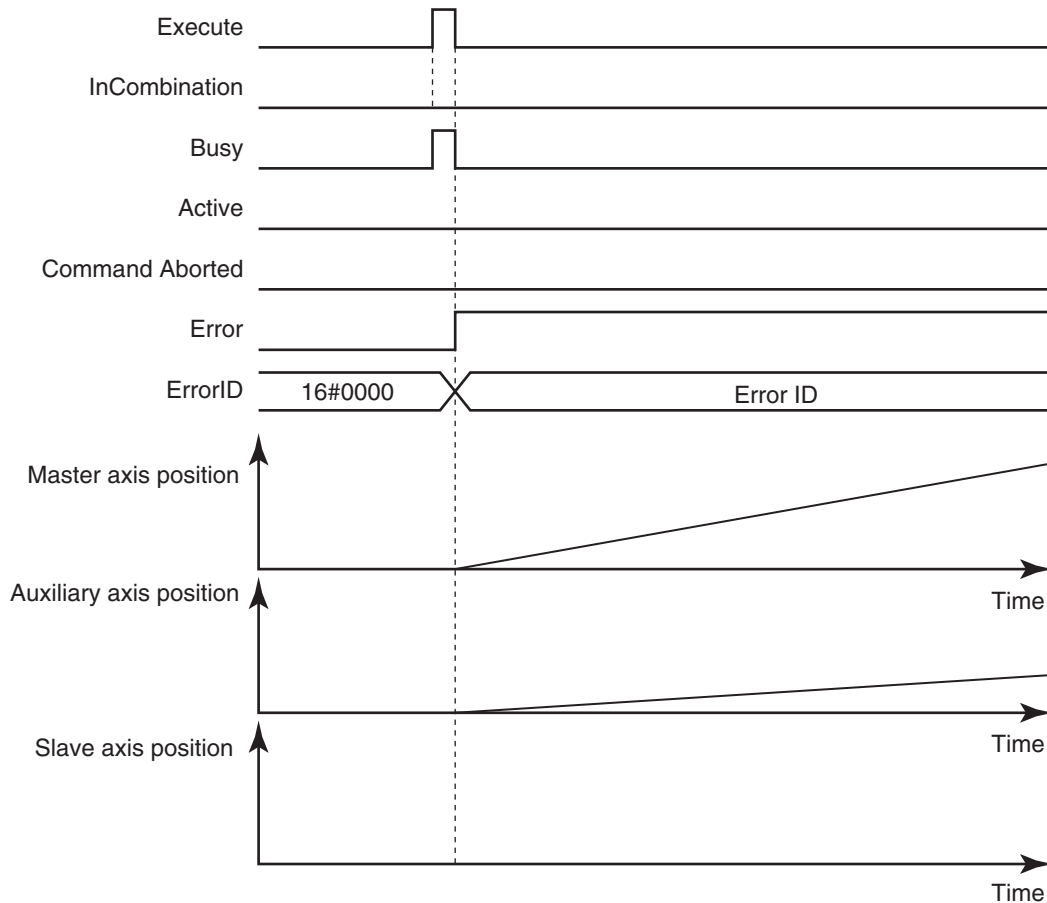 Execute
InCombination
Busy
Active
Command Aborted
Error
ErrorID
16#0000
Error ID
Master axis position
Time
Auxiliary axis position
Time
Slave axis position
Time